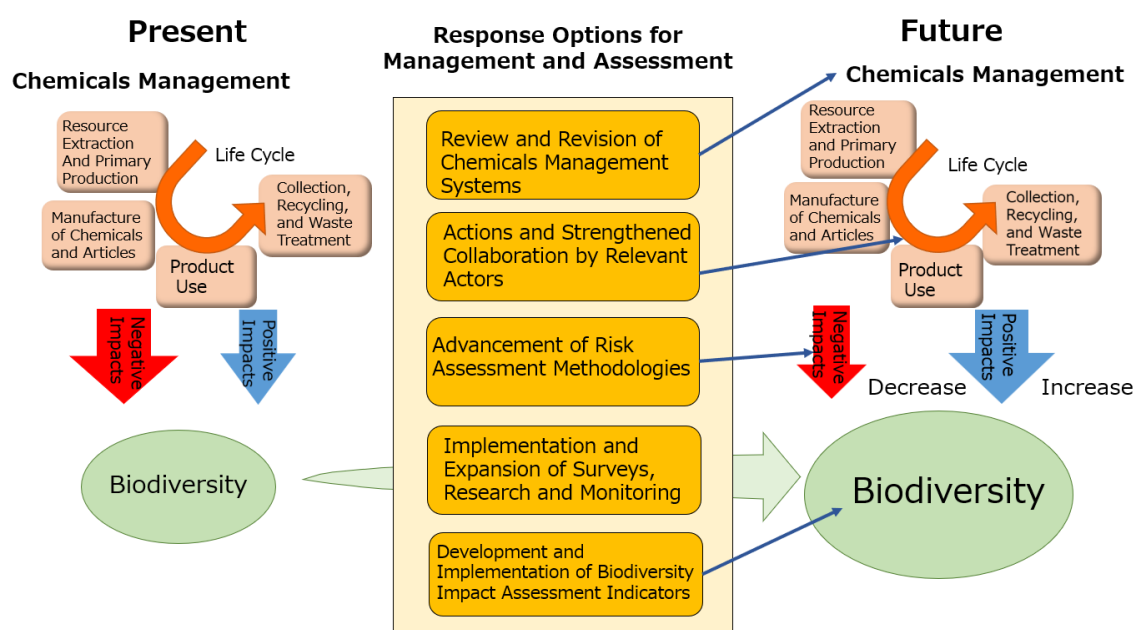 Present
Chemicals Management
Resource
Extraction
And Primary
Production
Life Cycle
Collection,
Recycling,
and Waste
Treatment
Manufacture
of Chemicals
and Articles
Product
Use
Negative
Impacts
Positive
Impacts
Biodiversity
Response Options for
Management and Assessment
Review and Revision of
Chemicals Management
Systems
Actions and Strengthened
Collaboration by Relevant
Actors
Advancement of Risk
Assessment Methodologies
Implementation and
Expansion of Surveys,
Research and Monitoring
Development and
Implementation of Biodiversity
Impact Assessment Indicators
Future
Chemicals Management
Resource
Extraction
and Primary
Production
Life Cycle
Collection,
Recycling,
and Waste
Treatment
Manufacture
of Chemicals
and Articles
Product
Use
Negative
Impacts
Decrease
Positive
Impacts
Increase
Biodiversity